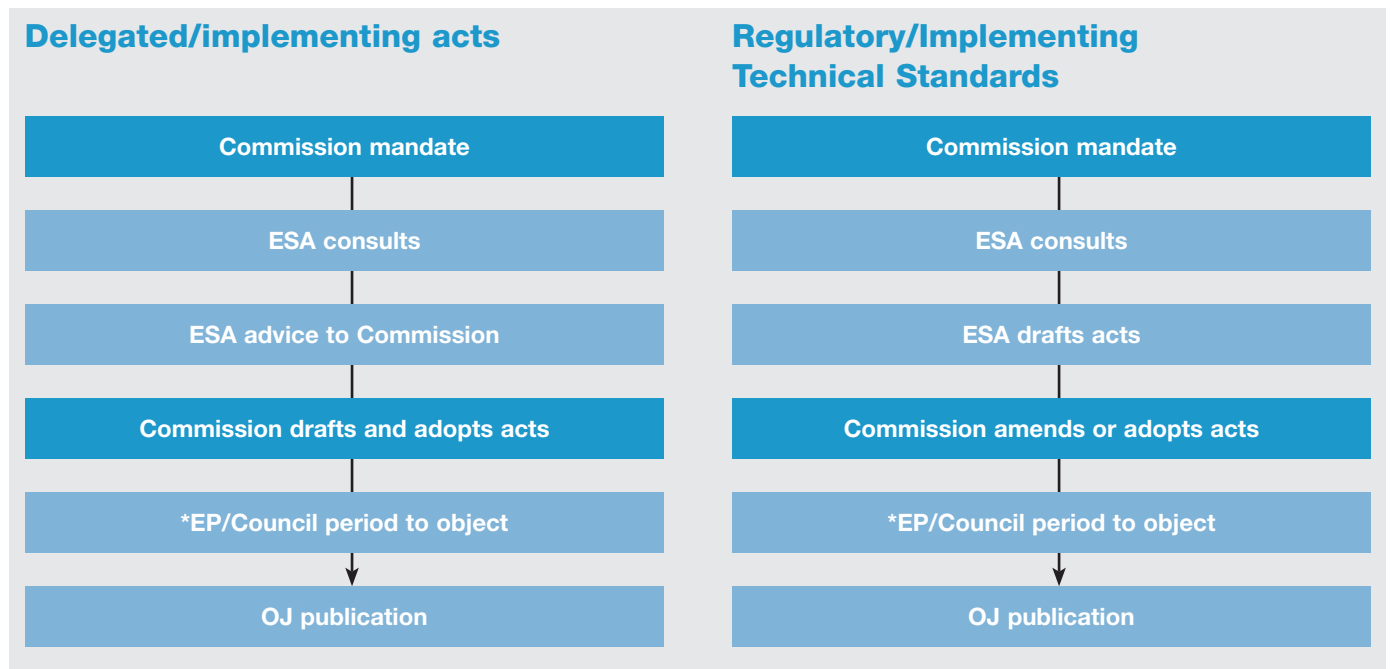 Delegated/implementing acts
Commission mandate
ESA consults
ESA advice to Commission
Commission drafts and adopts acts
*EP/Council period to object
OJ publication
Regulatory/Implementing
Technical Standards
Commission mandate
ESA consults
ESA drafts acts
Commission amends or adopts acts
*EP/Council period to object
OJ publication